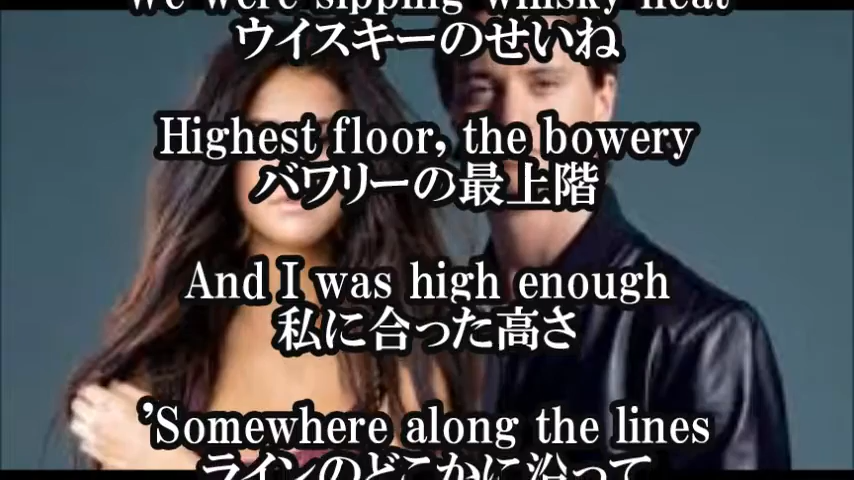 We were sipping whisky neat
ウイスキーのせいね
Highest floor, the bowery
バワリーの最上階
And I was high enough
私に合った高さ
'Somewhere along the lines
ラインのどこかに沿って